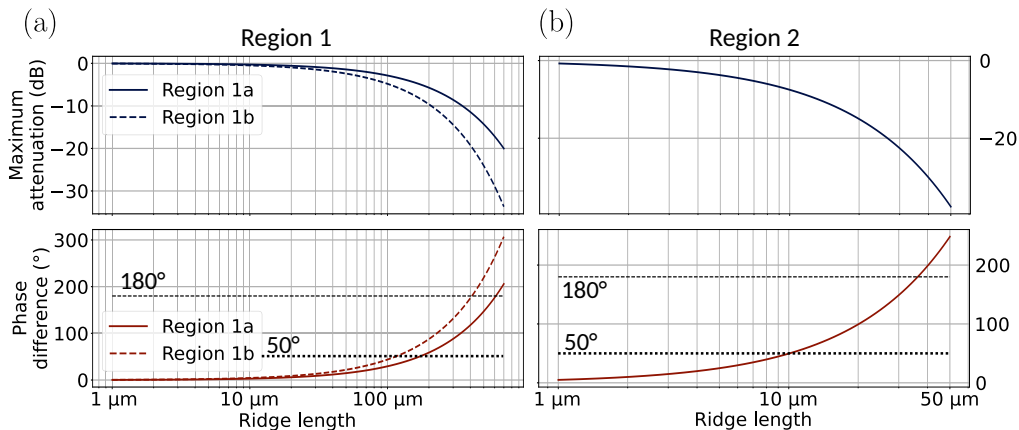 (a)
Region 1
Maximum
attenuation (dB)
0
−10
−20
−30
Region 1a
Region 1b
Phase
difference (°)
300
200
100
0
180°
50°
Region 1a
Region 1b
1 µm
10 µm
100 µm
Ridge length
(b)
Region 2
0
−20
200
100
0
180°
50°
1 µm
10 µm
50 µm
Ridge length